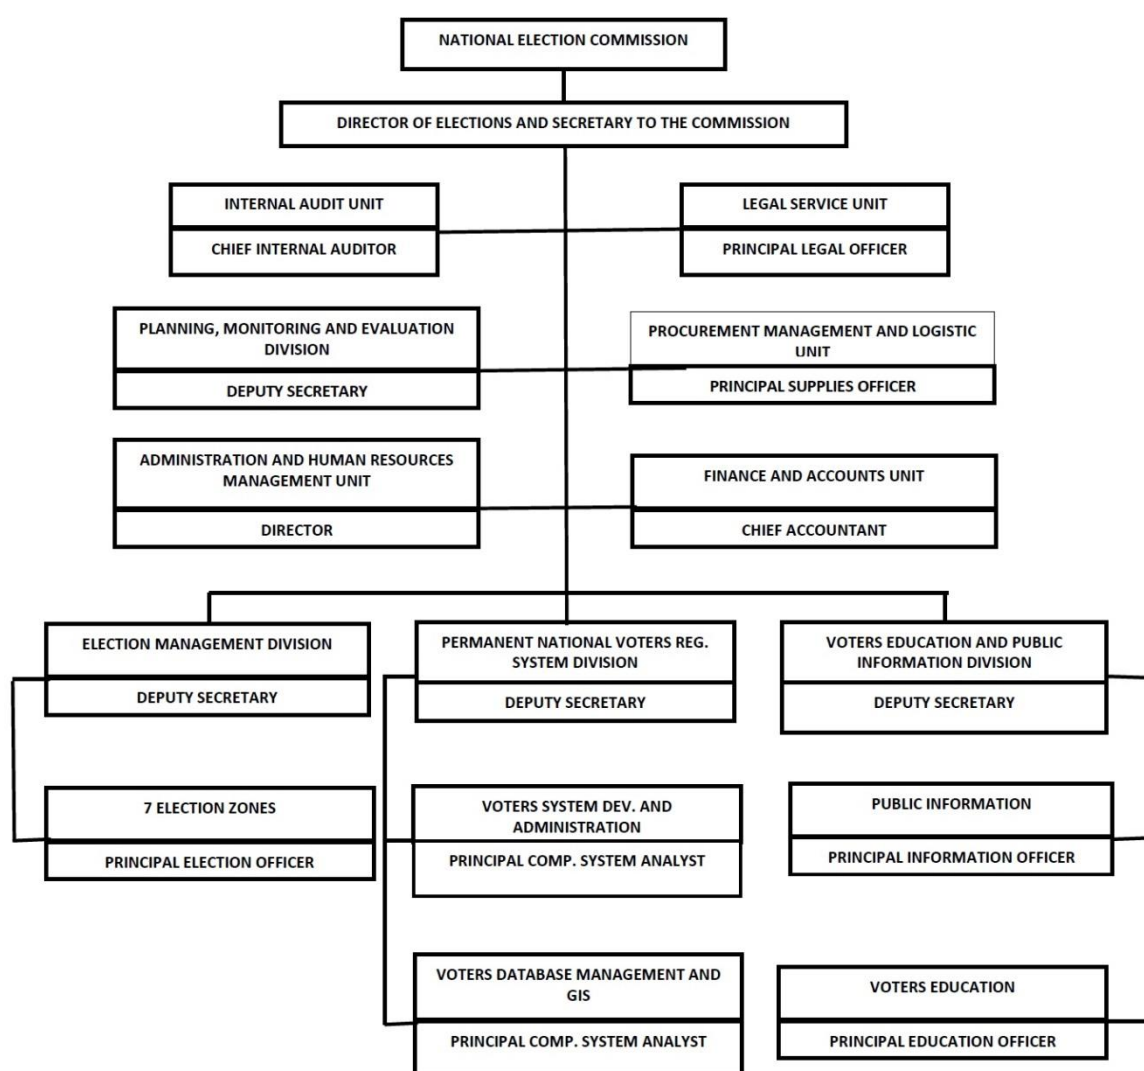 NATIONAL ELECTION COMMISSION
DIRECTOR OF ELECTIONS AND SECRETARY TO THE COMMISSION
INTERNAL AUDIT UNIT
CHIEF INTERNAL AUDITOR
LEGAL SERVICE UNIT
PRINCIPAL LEGAL OFFICER
PLANNING, MONITORING AND EVALUATION
DIVISION
DEPUTY SECRETARY
PROCUREMENT MANAGEMENT AND LOGISTIC
UNIT
PRINCIPAL SUPPLIES OFFICER
ADMINISTRATION AND HUMAN RESOURCES
MANAGEMENT UNIT
DIRECTOR
FINANCE AND ACCOUNTS UNIT
CHIEF ACCOUNTANT
ELECTION MANAGEMENT DIVISION
DEPUTY SECRETARY
PERMANENT NATIONAL VOTERS REG.
SYSTEM DIVISION
DEPUTY SECRETARY
VOTERS EDUCATION AND PUBLIC
INFORMATION DIVISION
DEPUTY SECRETARY
7 ELECTION ZONES
PRINCIPAL ELECTION OFFICER
VOTERS SYSTEM DEV. AND
ADMINISTRATION
PRINCIPAL COMP. SYSTEM ANALYST
PUBLIC INFORMATION
PRINCIPAL INFORMATION OFFICER
VOTERS DATABASE MANAGEMENT AND
GIS
PRINCIPAL COMP. SYSTEM ANALYST
VOTERS EDUCATION
PRINCIPAL EDUCATION OFFICER